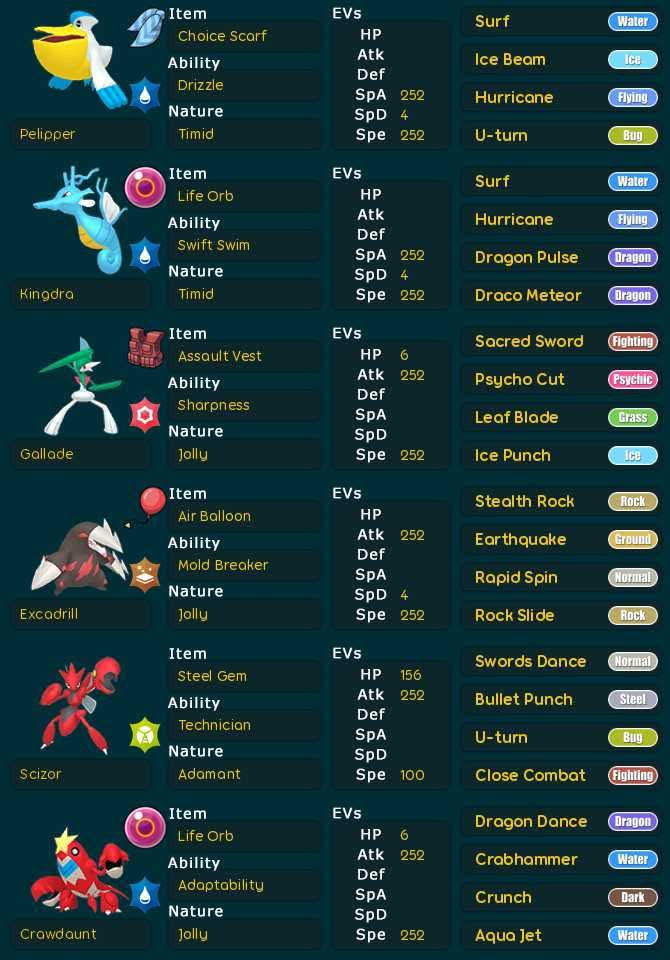 Item
Choice Scarf
Ability
Drizzle
Nature
Timid
Pelipper
EVs
HP
Atk
Def
SpA 252
SpD 4
Spe 252
Surf Water
Ice Beam Ice
Hurricane Flying
U-turn Bug
Item
Life Orb
Ability
Swift Swim
Nature
Timid
Kingdra
EVs
HP
Atk
Def
SpA 252
SpD 4
Spe 252
Surf Water
Hurricane Flying
Dragon Pulse Dragon
Draco Meteor Dragon
Item
Assault Vest
Ability
Sharpness
Nature
Jolly
Gallade
EVs
HP 6
Atk 252
Def
SpA
SpD
Spe 252
Sacred Sword Fighting
Psycho Cut Psychic
Leaf Blade Grass
Ice Punch Ice
Item
Air Balloon
Ability
Mold Breaker
Nature
Jolly
Excadrill
EVs
HP
Atk 252
Def
SpA
SpD 4
Spe 252
Stealth Rock Rock
Earthquake Ground
Rapid Spin Normal
Rock Slide Rock
Item
Steel Gem
Ability
Technician
Nature
Adamant
Scizor
EVs
HP 156
Atk 252
Def
SpA
SpD
Spe 100
Swords Dance Normal
Bullet Punch Steel
U-turn Bug
Close Combat Fighting
Item
Life Orb
Ability
Adaptability
Nature
Jolly
Crawdaunt
EVs
HP 6
Atk 252
Def
SpA
SpD
Spe 252
Dragon Dance Dragon
Crabhammer Water
Crunch Dark
Aqua Jet Water